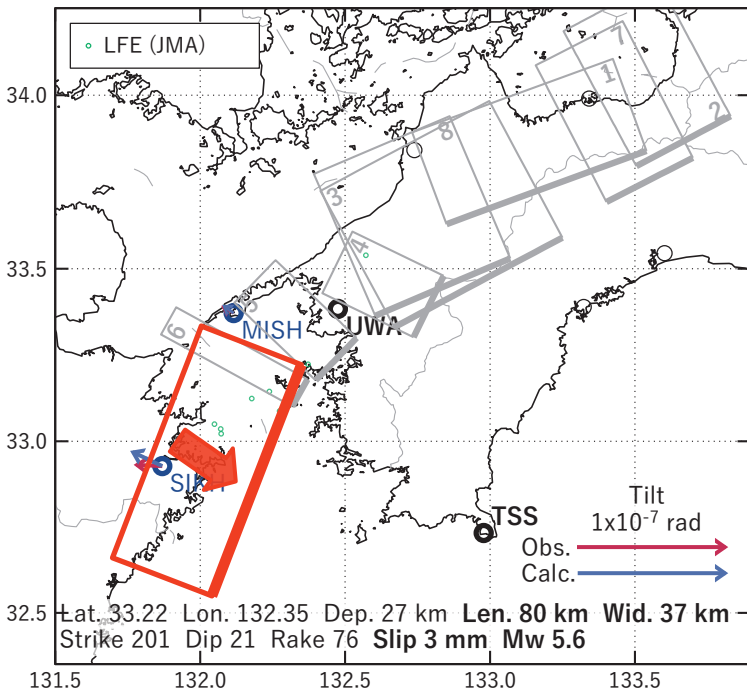 LFE (JMA)
34.0
33.5
33.0
32.5
131.5 132.0 132.5 133.0 133.5
7
1
2
8
3
4
5
6
MISH
UWA
SIKH
TSS
Tilt
1x10⁻⁷ rad
Obs.
Calc.
Lat. 33.22 Lon. 132.35 Dep. 27 km Len. 80 km Wid. 37 km
Strike 201 Dip 21 Rake 76 Slip 3 mm Mw 5.6